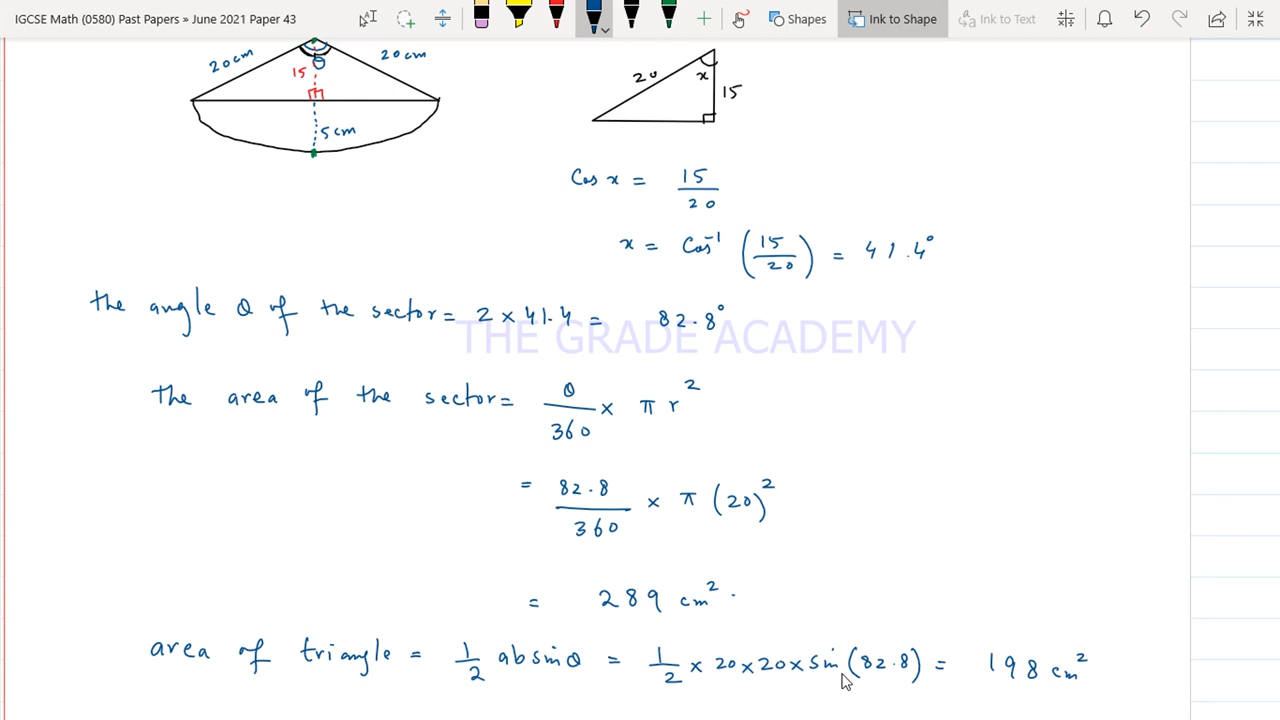 IGCSE Math (0580) Past Papers » June 2021 Paper 43
Shapes
Ink to Shape
Ink to Text
20cm
20cm
θ
15
5cm
20
x
15
Cos x = 15/20
x = Cos⁻¹ (15/20) = 41.4°
the angle θ of the sector = 2 × 41.4 = 82.8°
THE GRADE ACADEMY
The area of the sector = θ/360 × π r²
= 82.8/360 × π (20)²
= 289 cm².
area of triangle = 1/2 ab sinθ = 1/2 × 20 × 20 × sin (82.8) = 198 cm²